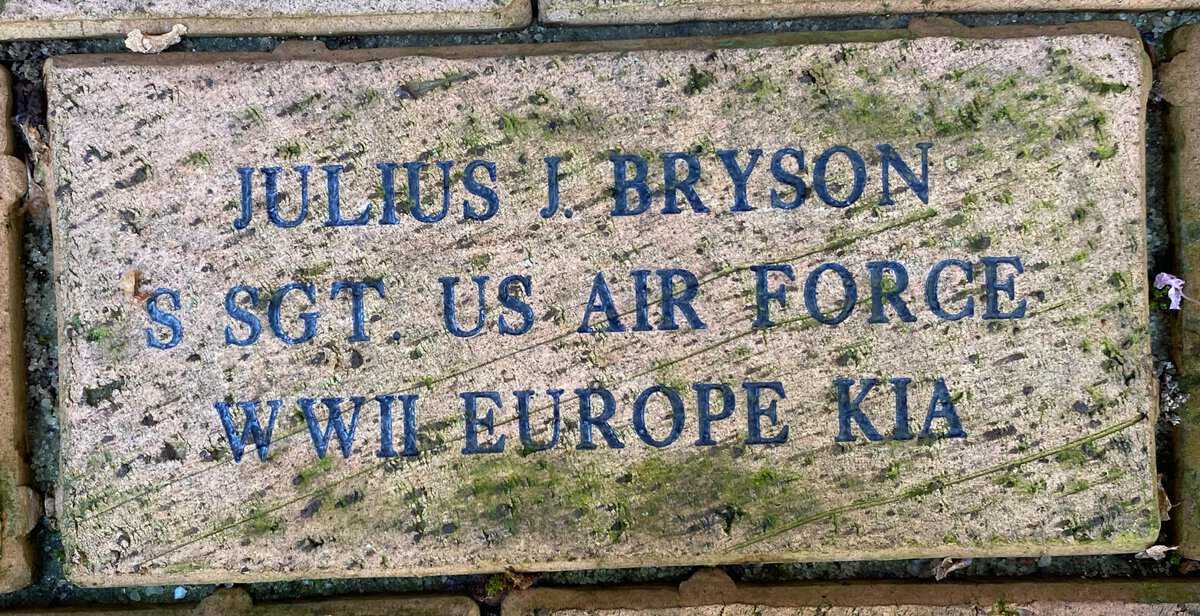 JULIUS J. BRYSON
S SGT. US AIR FORCE
WWII EUROPE KIA